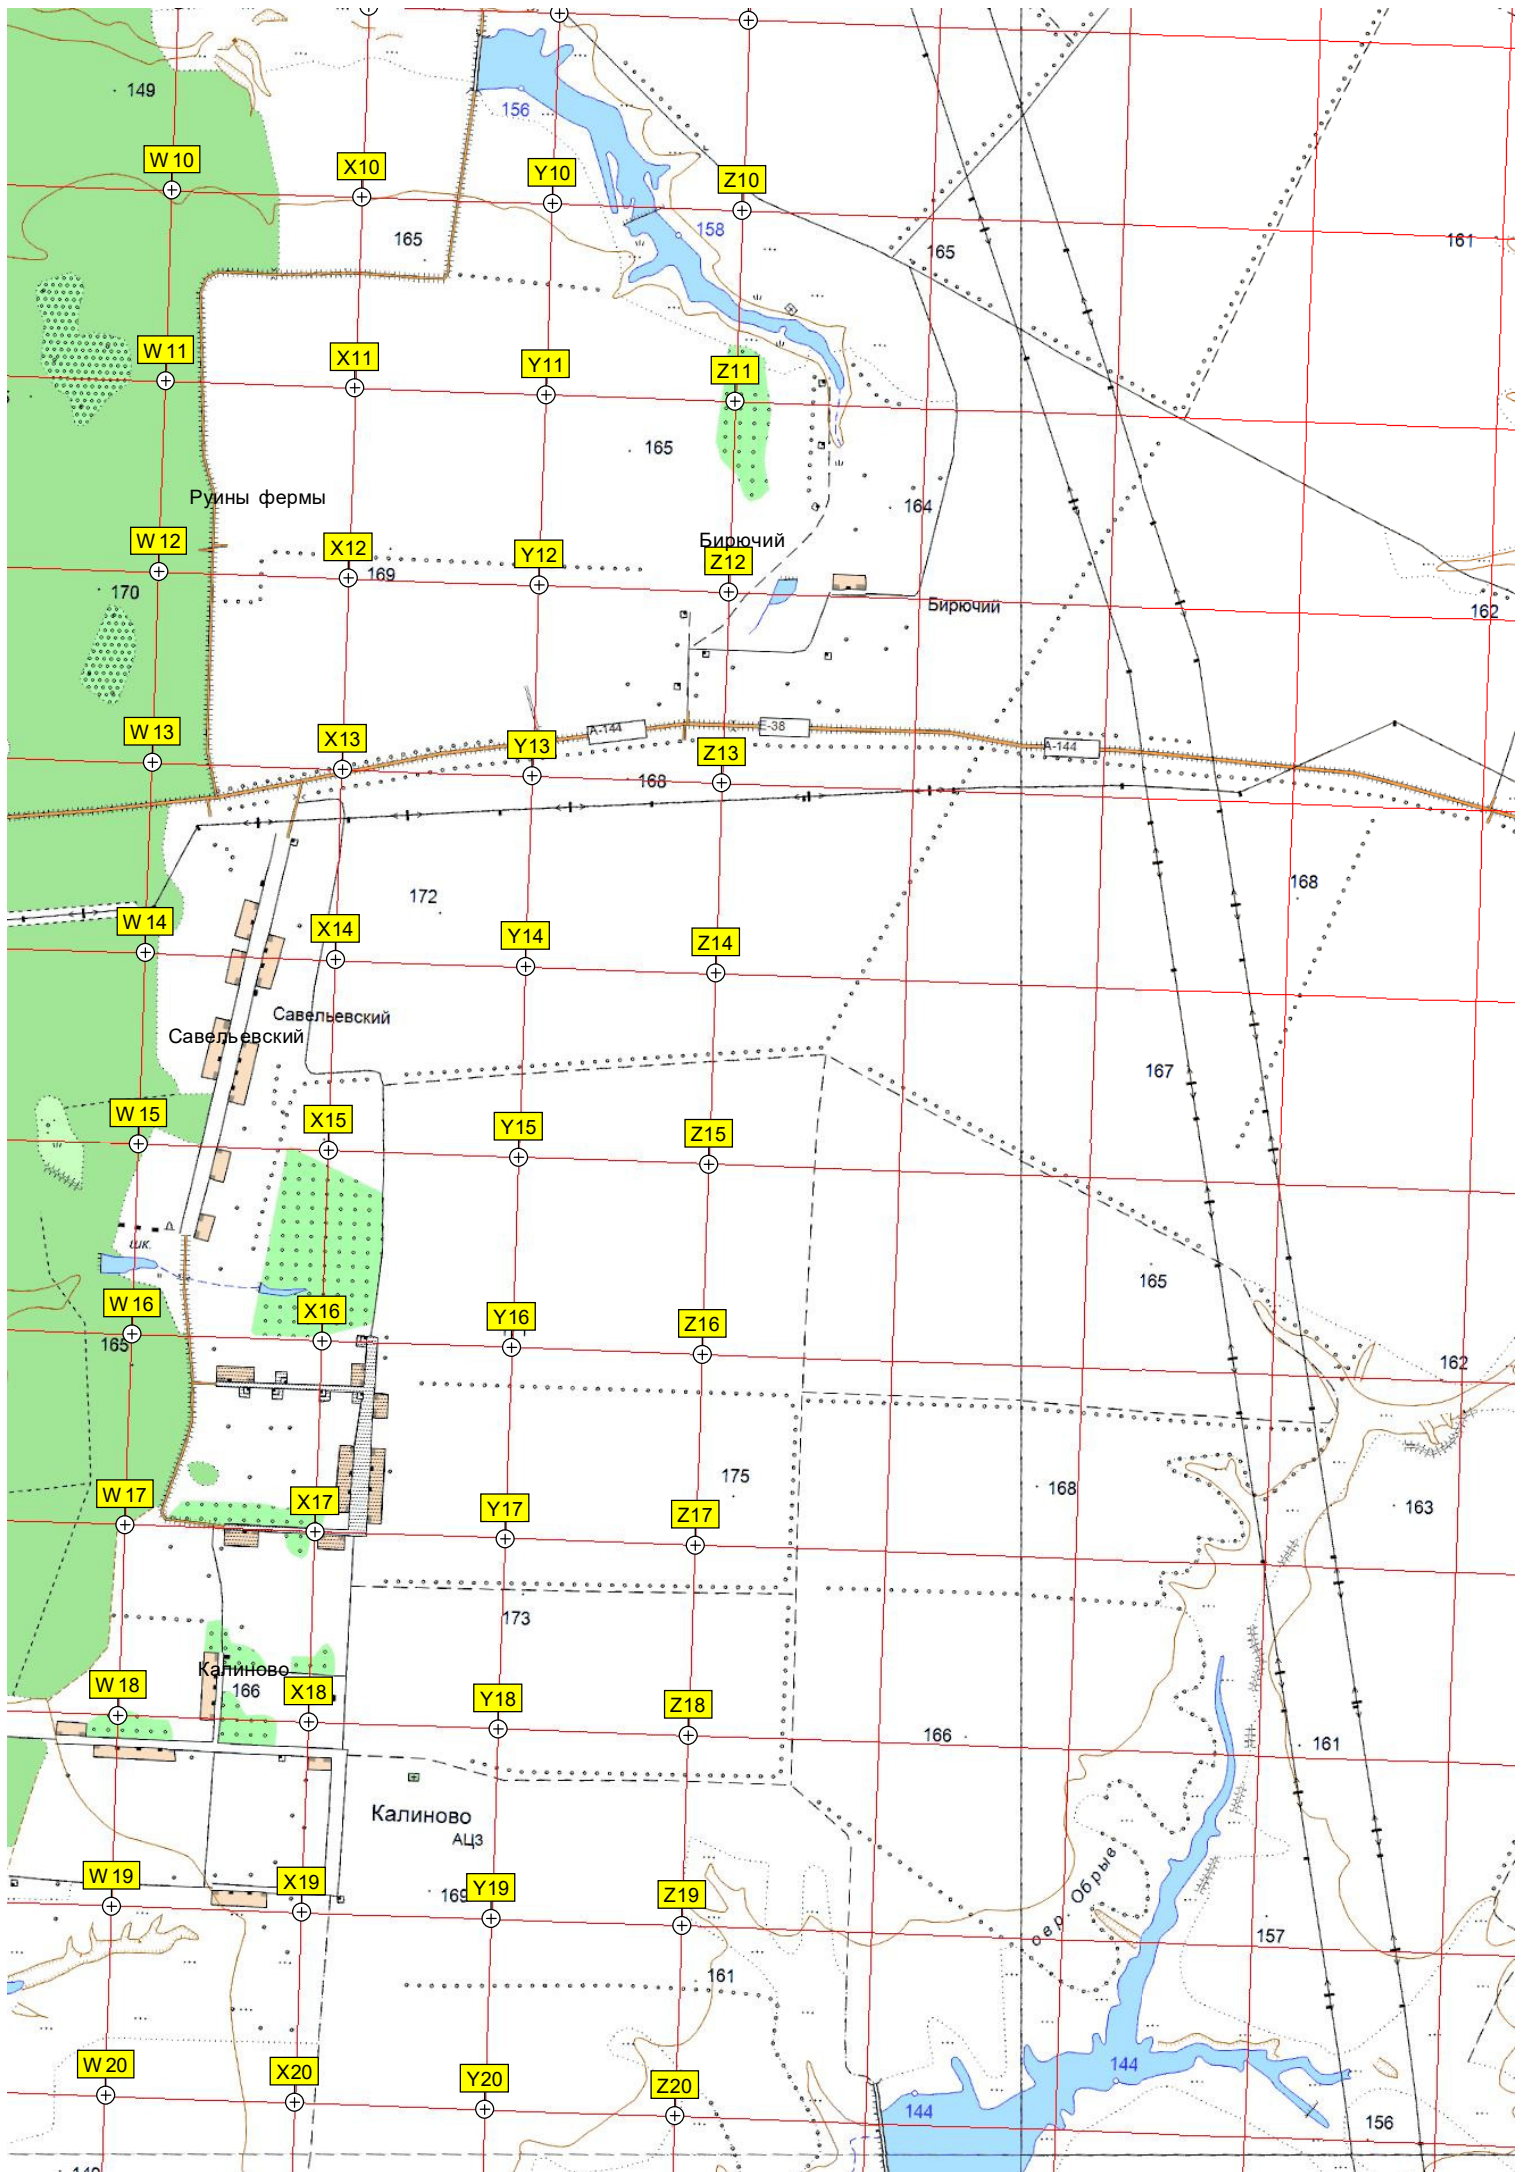 149
156
W 10
X10
Y10
Z10
165
158
165
161
W 11
X11
Y11
Z11
165
Руины фермы
164
W 12
X12
Y12
Бирючий
Z12
169
170
Бирючий
162
W 13
X13
Y13
Z13
А-144
Е-38
А-144
168
172
168
W 14
X14
Y14
Z14
Савельевский
Савельевский
167
W 15
X15
Y15
Z15
шк.
165
W 16
X16
Y16
Z16
165
162
175
168
163
W 17
X17
Y17
Z17
173
Калиново
166
W 18
X18
Y18
Z18
166
161
Калиново
АЦЗ
W 19
X19
169
Y19
Z19
овр. Обрыв
157
161
W 20
X20
Y20
Z20
144
144
156